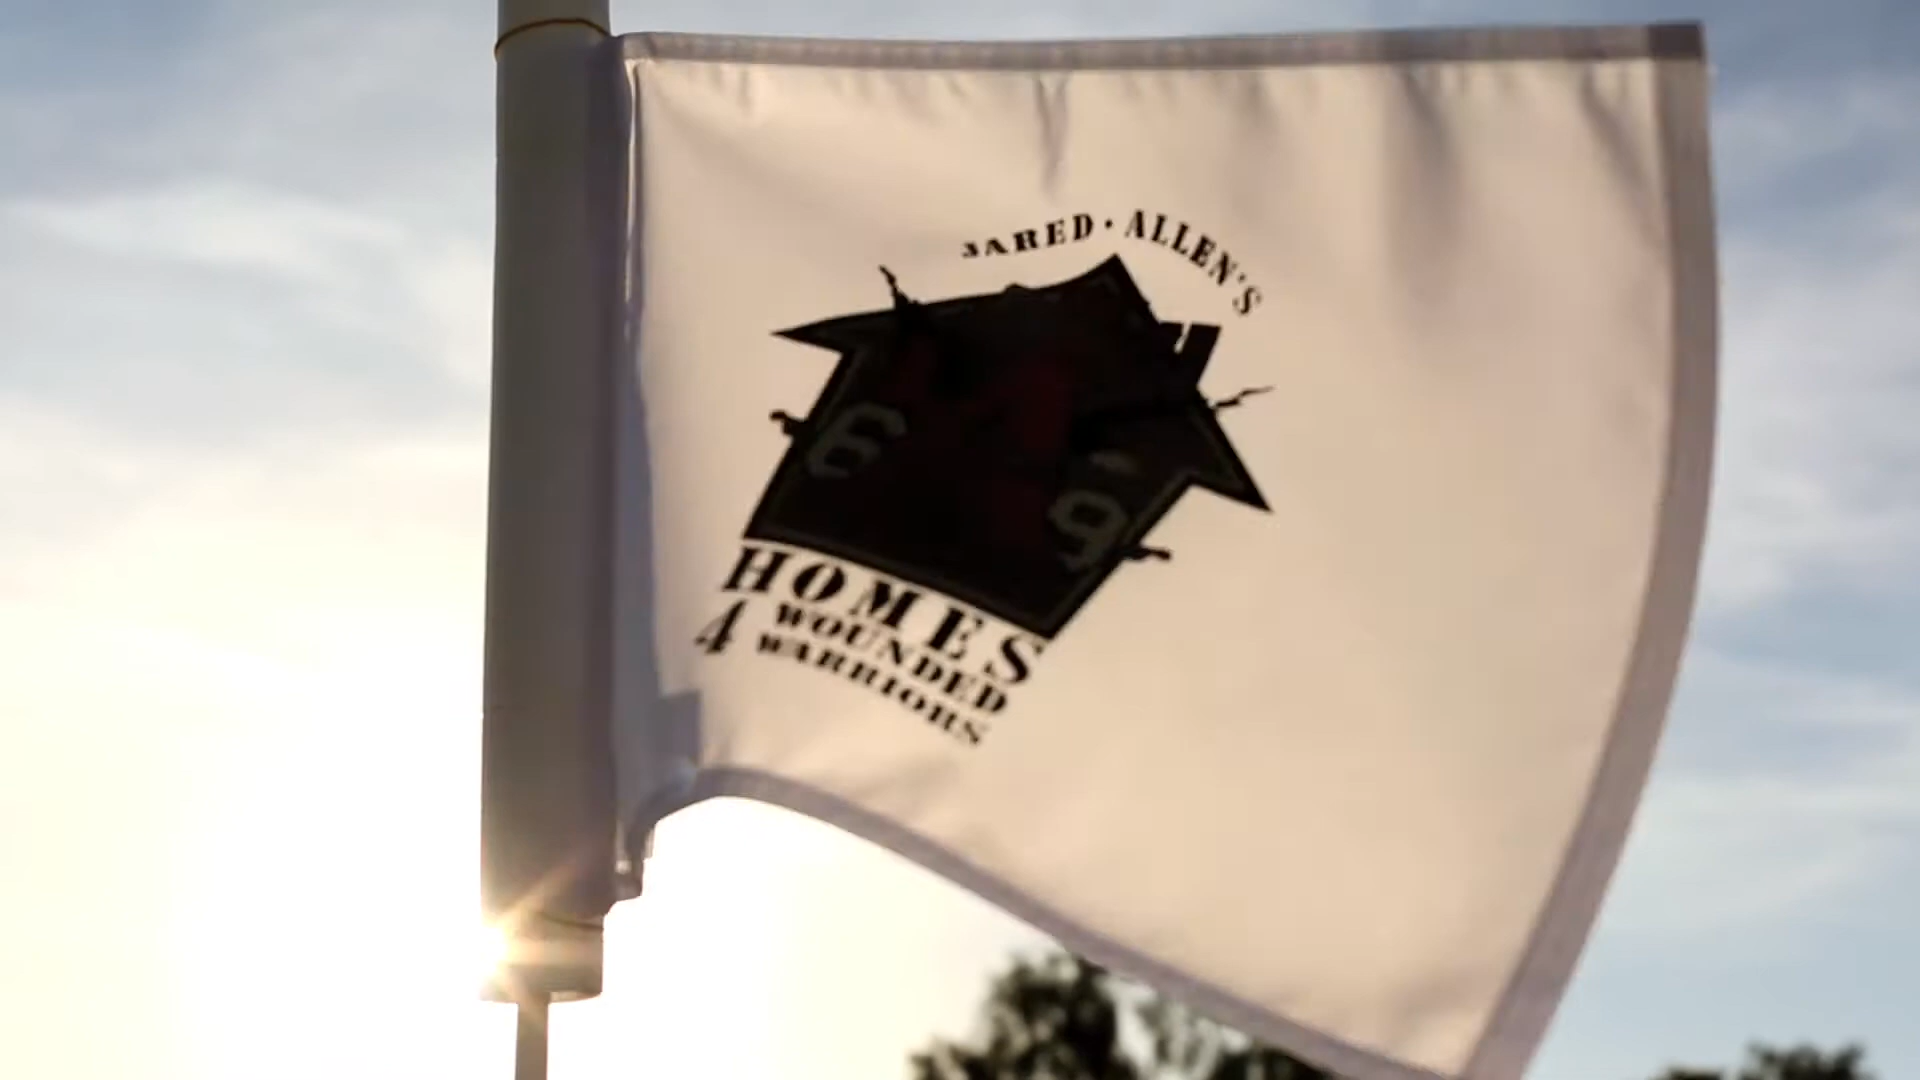 JARED · ALLEN'S
6 9
HOMES
4 WOUNDED
WARRIORS